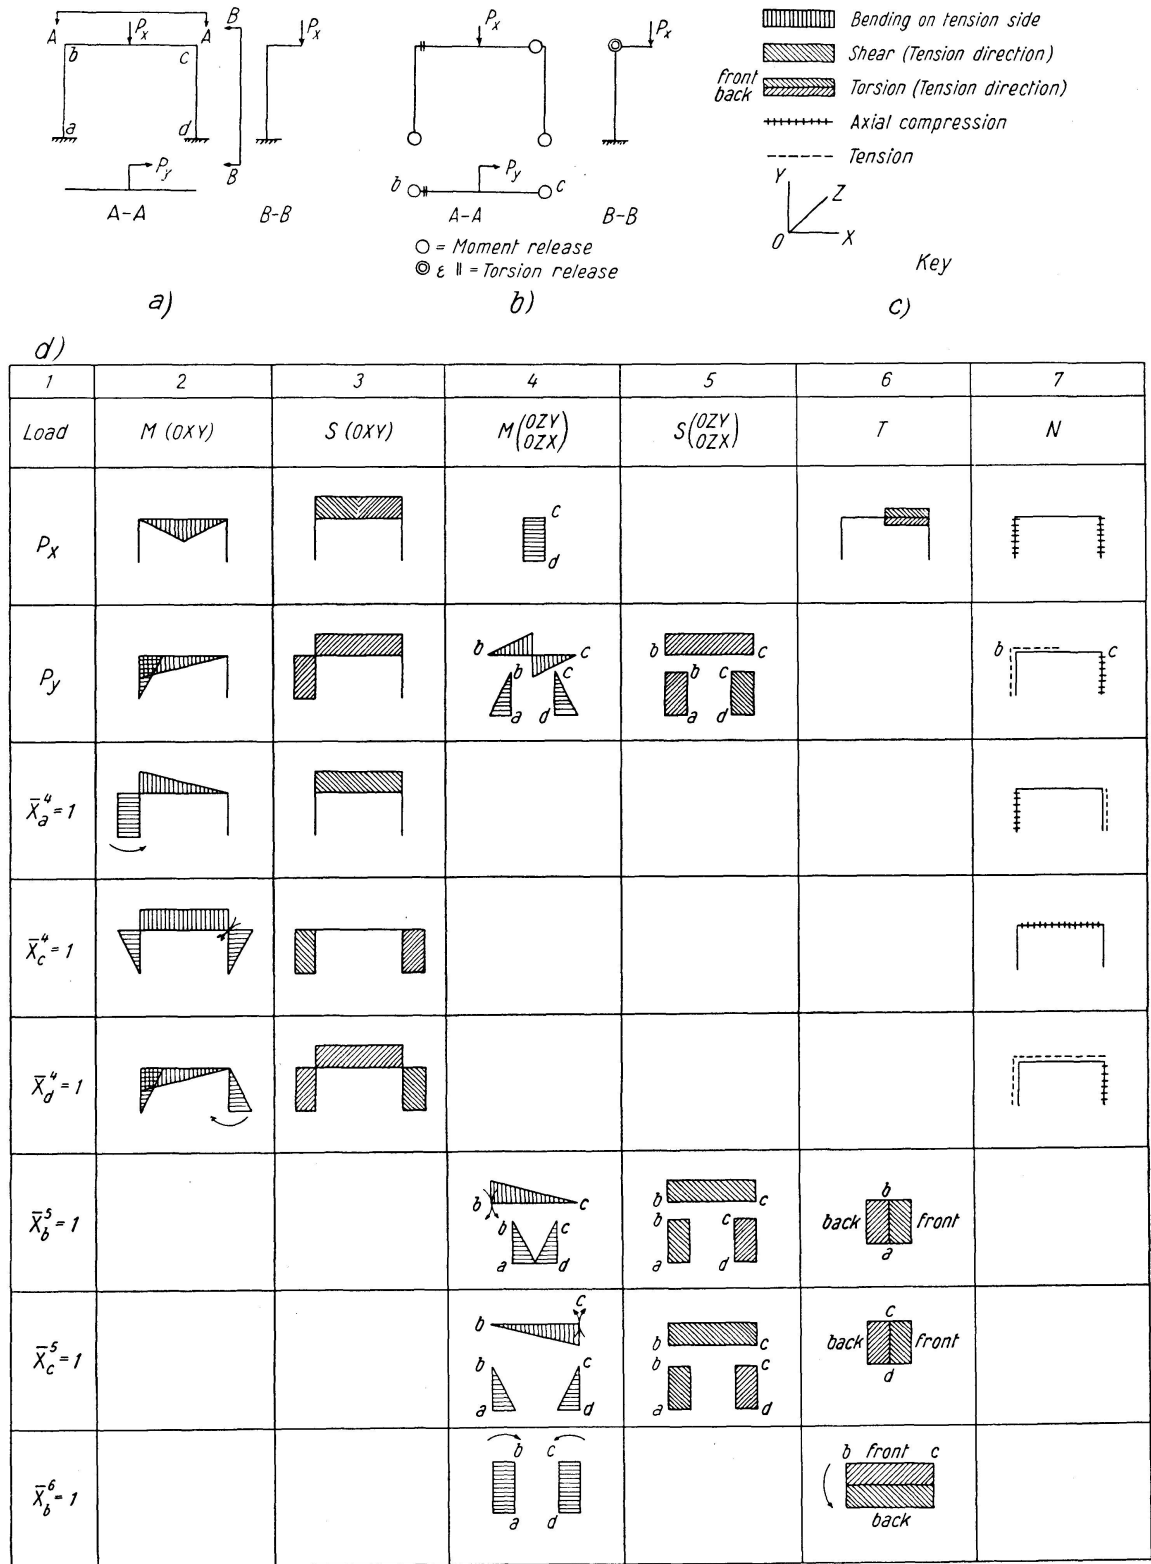 B
A P_x A
b c
a d
P_y
A-A
B
a)
P_x
B-B
P_x
b P_y c
A-A
P_x
B-B
○ = Moment release
◎ ε || = Torsion release
b)
Bending on tension side
Shear (Tension direction)
front
back
Torsion (Tension direction)
Axial compression
Tension
Y
Z
O X
Key
c)
d)
1 2 3 4 5 6 7
Load M (OXY) S (OXY) M(OZY OZX) S(OZY OZX) T N
P_x
c
d
P_y
b c
b c
a d
b c
b c
a d
b c
X̄_a^4 = 1
X̄_c^4 = 1
X̄_d^4 = 1
X̄_b^5 = 1
b c
b c
a d
b c
b c
a d
b
back front
a
X̄_c^5 = 1
c
b
b c
a d
b c
b c
a d
c
back front
d
X̄_b^6 = 1
b c
a d
b front c
back